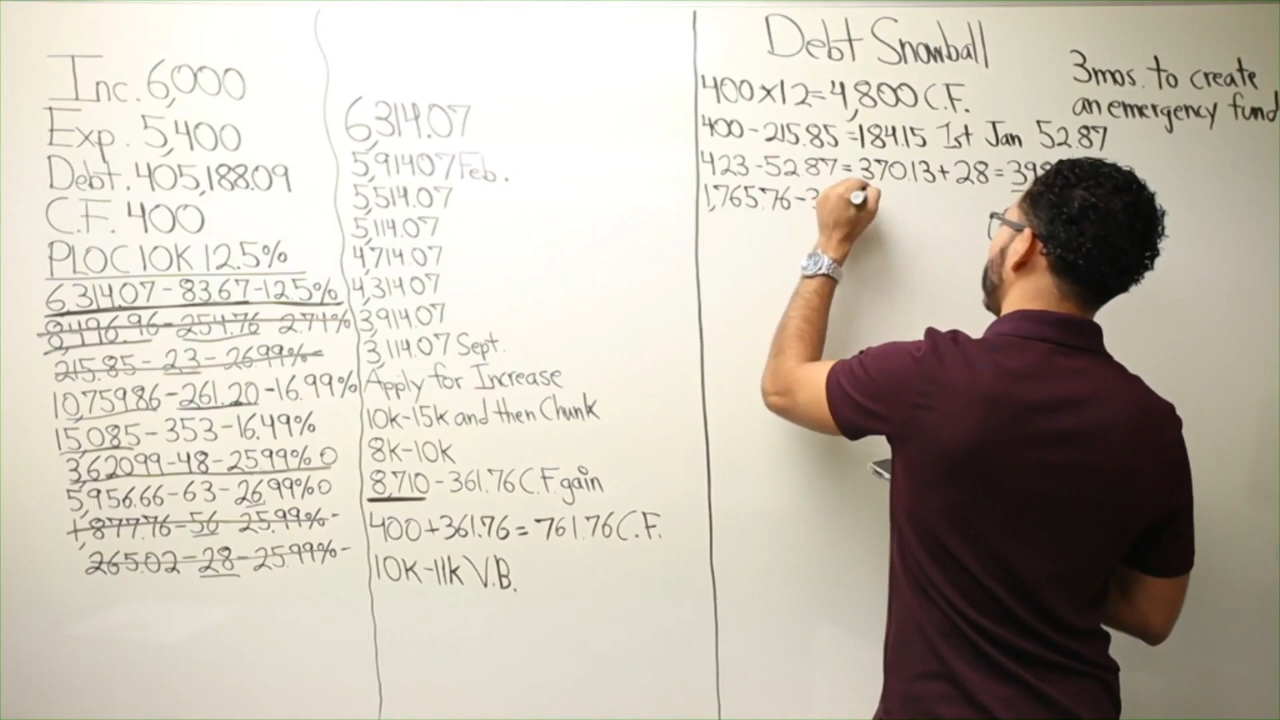 Inc. 6,000
Exp. 5,400
Debt. 405,188.09
C.F. 400
PLOC 10K 12.5%
6,314.07-83.67-12.5%
8,496.96-254.76-2.74%
215.85-23-26.99%
10,759.86-261.20-16.99%
15,085-353-16.49%
3,620.99-48-25.99% 0
5,956.66-63-26.99% 0
1,877.76-56-25.99%-
265.02-28-25.99%-
6,314.07
5,914.07 Feb.
5,514.07
5,114.07
4,714.07
4,314.07
3,914.07
3,114.07 Sept.
Apply for Increase
10k-15k and then Chunk
8k-10k
8,710-361.76 C.F. gain
400+361.76=761.76 C.F.
10k-11k V.B.
Debt Snowball
400x12=4,800 C.F.
400-215.85=184.15 1st Jan 52.87
423-52.87=370.13+28=398
1,765.76-3
3mos. to create
an emergency fund